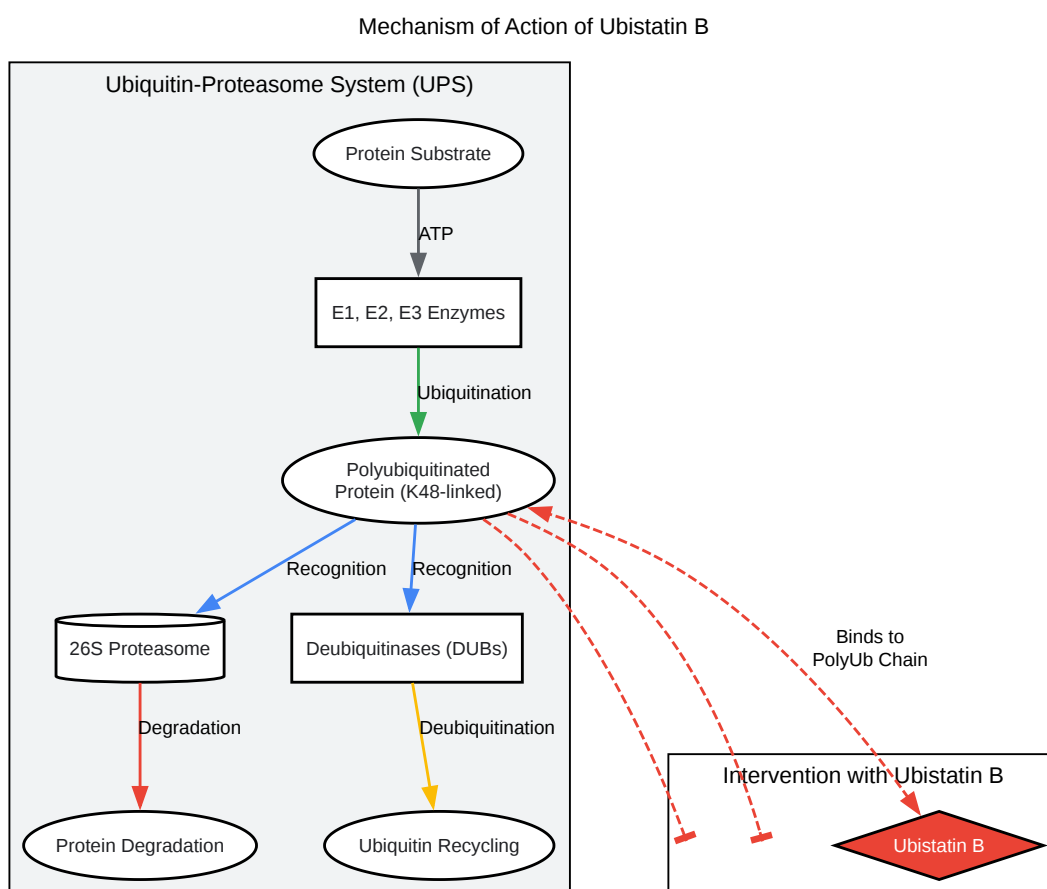 Mechanism of Action of Ubistatin B
Ubiquitin-Proteasome System (UPS)
Protein Substrate
ATP
E1, E2, E3 Enzymes
Ubiquitination
Polyubiquitinated
Protein (K48-linked)
Recognition
Recognition
26S Proteasome
Deubiquitinases (DUBs)
Binds to
PolyUb Chain
Degradation
Deubiquitination
Intervention with Ubistatin B
Protein Degradation
Ubiquitin Recycling
Ubistatin B